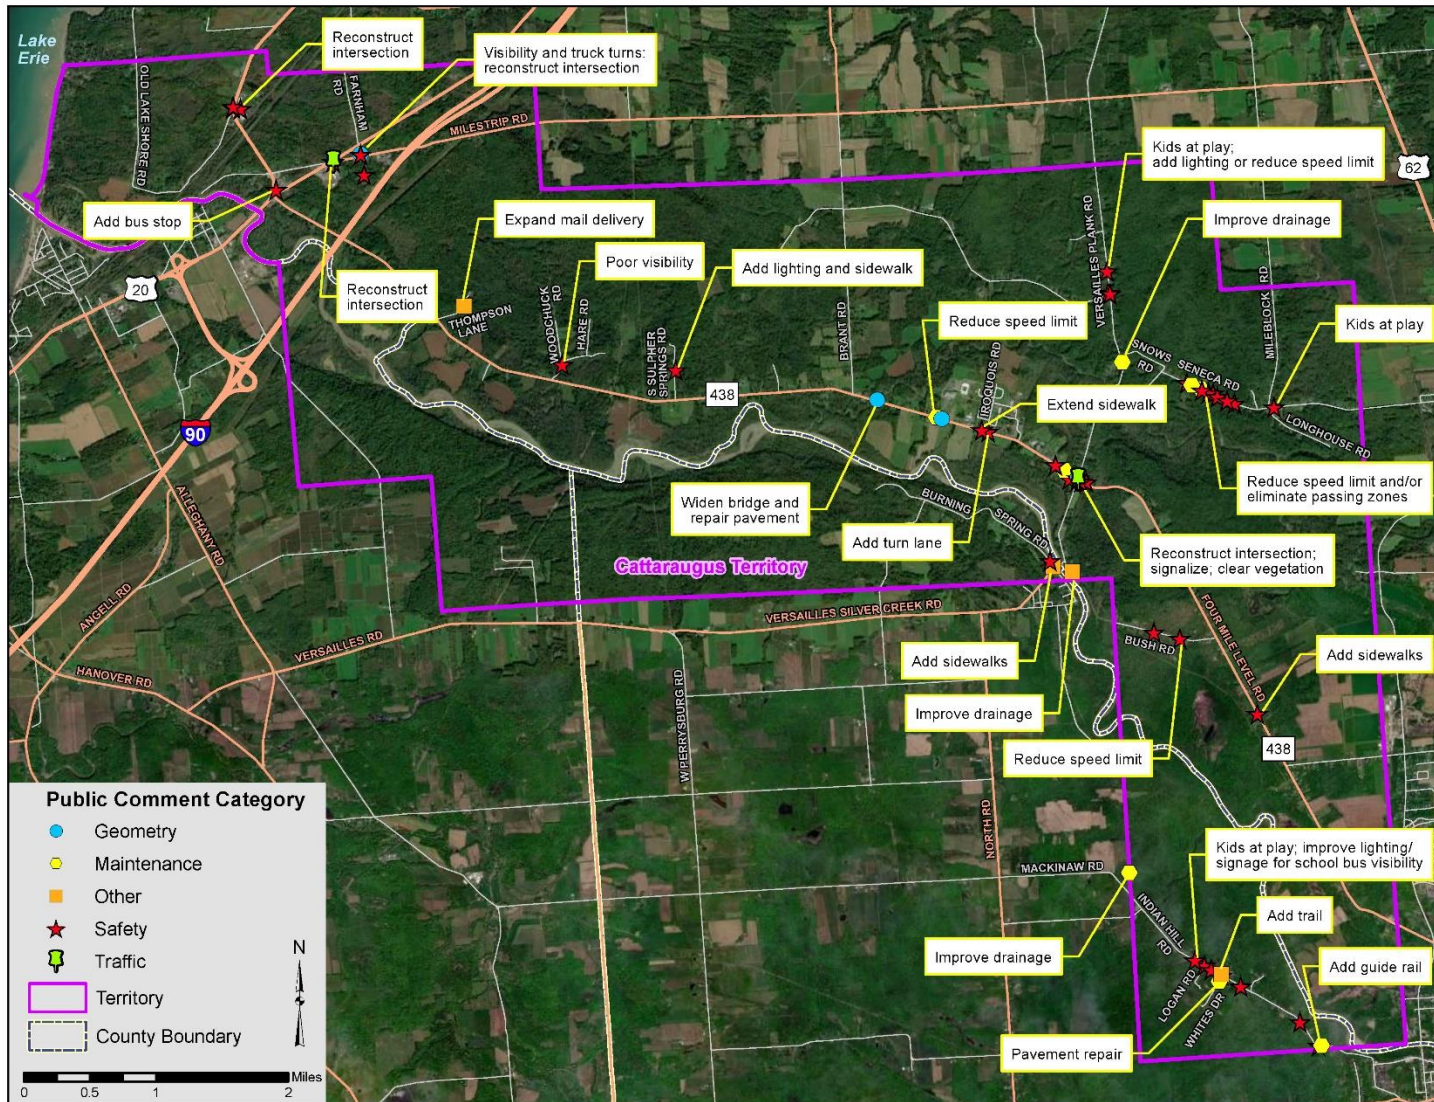 Lake
Erie
Reconstruct
intersection
Visibility and truck turns:
reconstruct intersection
OLD LAKE SHORE RD
FARNHAM
RD
MILESTRIP RD
Kids at play;
add lighting or reduce speed limit
62
Add bus stop
Expand mail delivery
Improve drainage
Poor visibility
Add lighting and sidewalk
20
Reconstruct
intersection
VERSAILLES PLANK RD
MILEBLOCK RD
THOMPSON
LANE
WOODCHUCK
RD
HARE RD
S SULPHER
SPRINGS RD
BRANT RD
Reduce speed limit
Kids at play
SNOWS
RD
SENECA RD
IROQUOIS RD
438
Extend sidewalk
LONGHOUSE RD
90
ALLEGHANY RD
Widen bridge and
repair pavement
BURNING
SPRING RD
Reduce speed limit and/or
eliminate passing zones
Add turn lane
Reconstruct intersection;
signalize; clear vegetation
Cattaraugus Territory
ANGELL RD
VERSAILLES RD
VERSAILLES SILVER CREEK RD
FOUR MILE LEVEL RD
BUSH RD
HANOVER RD
Add sidewalks
Add sidewalks
W PERRYSBURG RD
Improve drainage
Reduce speed limit
438
NORTH RD
Public Comment Category
Geometry
Maintenance
Other
Safety
Traffic
Territory
County Boundary
N
0
0.5
1
2
Miles
Kids at play; improve lighting/
signage for school bus visibility
MACKINAW RD
INDIAN HILL
RD
Add trail
Improve drainage
Add guide rail
LOGAN RD
WHITES DR
Pavement repair